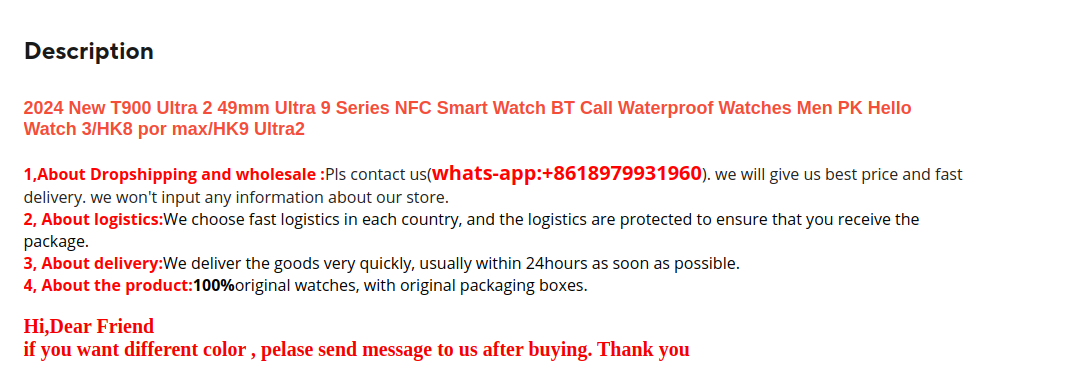 Description
2024 New T900 Ultra 2 49mm Ultra 9 Series NFC Smart Watch BT Call Waterproof Watches Men PK Hello
Watch 3/HK8 por max/HK9 Ultra2
1,About Dropshipping and wholesale :Pls contact us(whats-app:+8618979931960). we will give us best price and fast
delivery. we won't input any information about our store.
2, About logistics:We choose fast logistics in each country, and the logistics are protected to ensure that you receive the
package.
3, About delivery:We deliver the goods very quickly, usually within 24hours as soon as possible.
4, About the product:100%original watches, with original packaging boxes.
Hi,Dear Friend
if you want different color , pelase send message to us after buying. Thank you